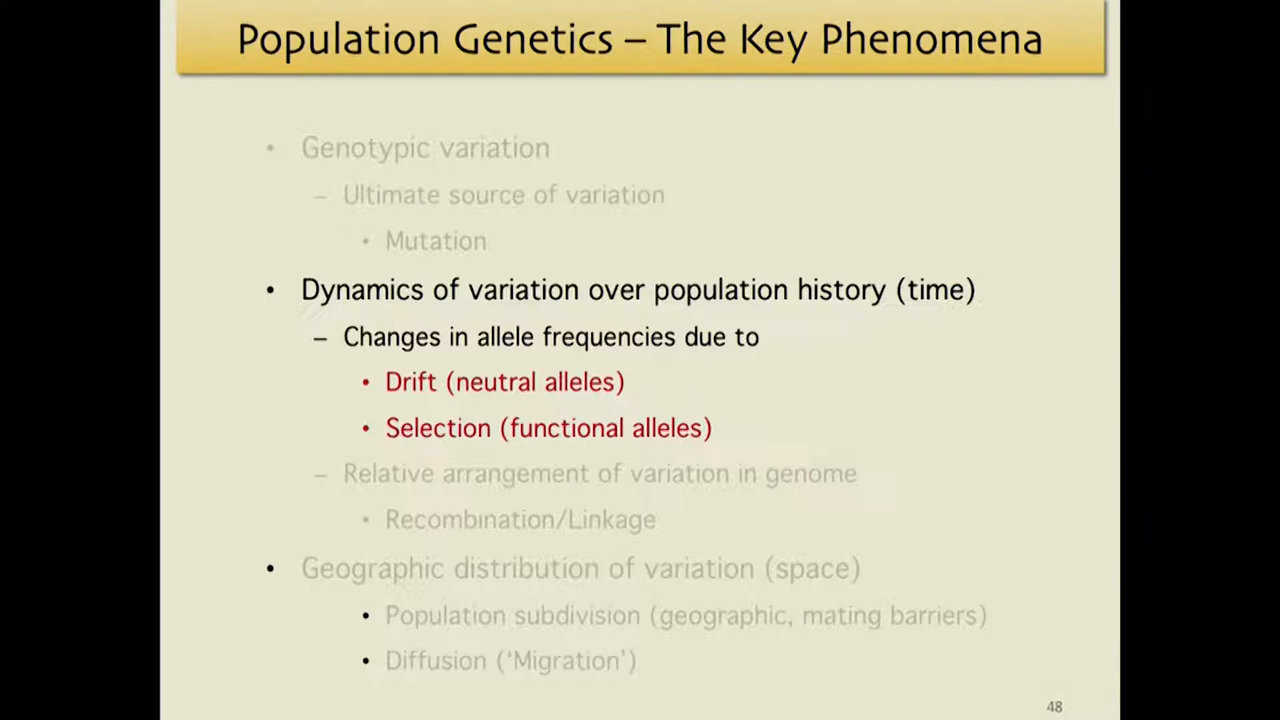 Population Genetics – The Key Phenomena
• Genotypic variation
– Ultimate source of variation
• Mutation
• Dynamics of variation over population history (time)
– Changes in allele frequencies due to
• Drift (neutral alleles)
• Selection (functional alleles)
– Relative arrangement of variation in genome
• Recombination/Linkage
• Geographic distribution of variation (space)
• Population subdivision (geographic, mating barriers)
• Diffusion (‘Migration’)
48